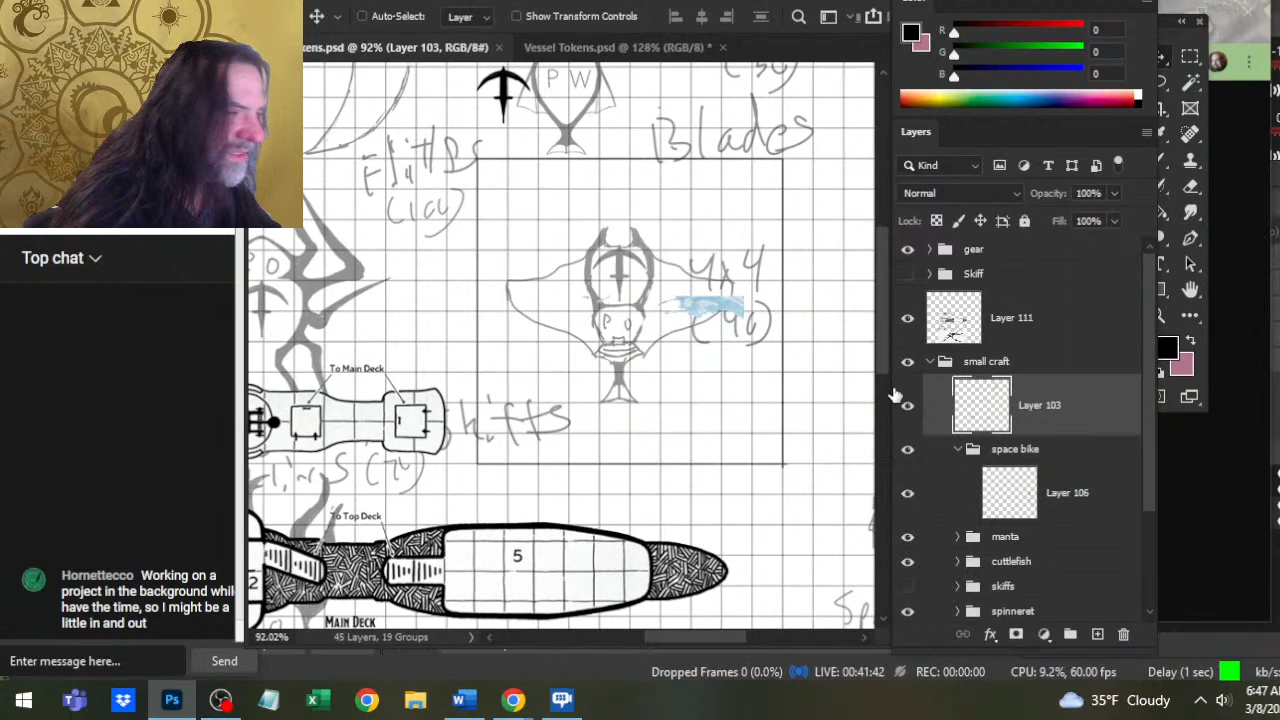 Auto-Select:
Layer
Show Transform Controls
kens.psd @ 92% (Layer 103, RGB/8#)
Vessel Tokens.psd @ 128% (RGB/8) *
R
0
G
0
B
0
Layers
Kind
Normal
Opacity: 100%
Lock:
Fill: 100%
gear
Skiff
Layer 111
small craft
Layer 103
space bike
Layer 106
manta
cuttlefish
skiffs
spinneret
P W
Blades
4x4
P O
To Main Deck
1
To Top Deck
2
5
Main Deck
92.02%
45 Layers, 19 Groups
Top chat
Hornettecco Working on a
project in the background whil
have the time, so I might be a
little in and out
Enter message here...
Send
Dropped Frames 0 (0.0%)
LIVE: 00:41:42
REC: 00:00:00
CPU: 9.2%, 60.00 fps
Delay (1 sec)
kb/s
35°F Cloudy
6:47 A
3/8/20